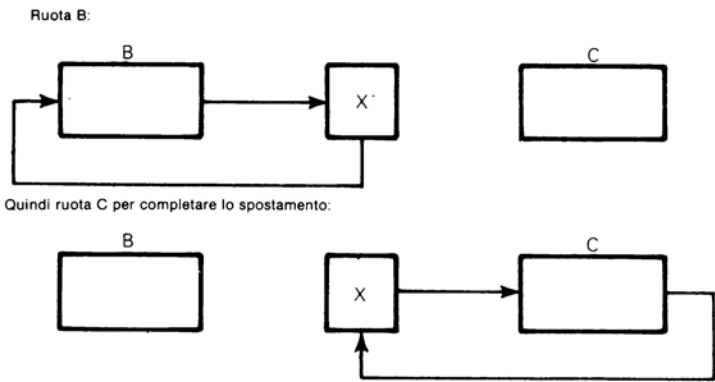 Ruota B:
B
X
C
Quindi ruota C per completare lo spostamento:
B
X
C